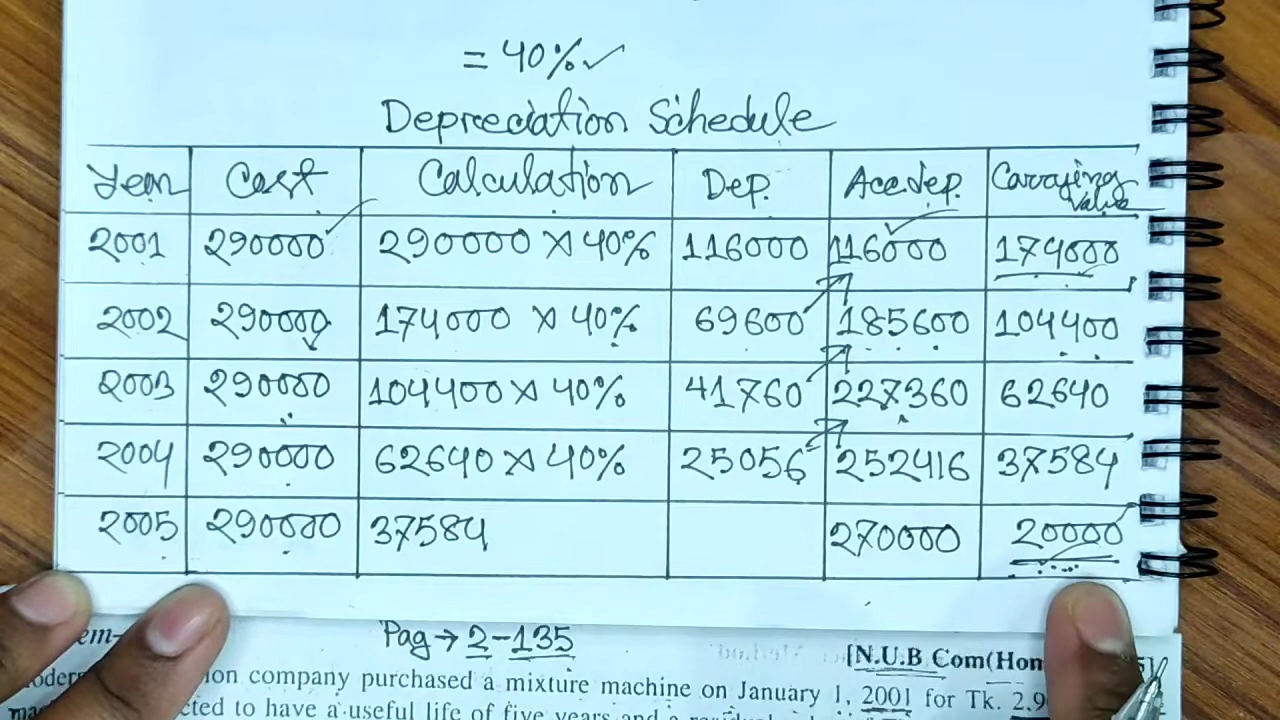 = 40%✓
Depreciation Schedule
Year Cost Calculation Dep. Acc.dep. Carrying Value
2001 290000 290000 × 40% 116000 116000 174000
2002 290000 174000 × 40% 69600 185600 104400
2003 290000 104400 × 40% 41760 227360 62640
2004 290000 62640 × 40% 25056 252416 37584
2005 290000 37584 270000 20000
Pag → 2-135
[N.U.B Com(Hon
ion company purchased a mixture machine on January 1, 2001 for Tk. 2,9
cted to have a useful life of five years and a